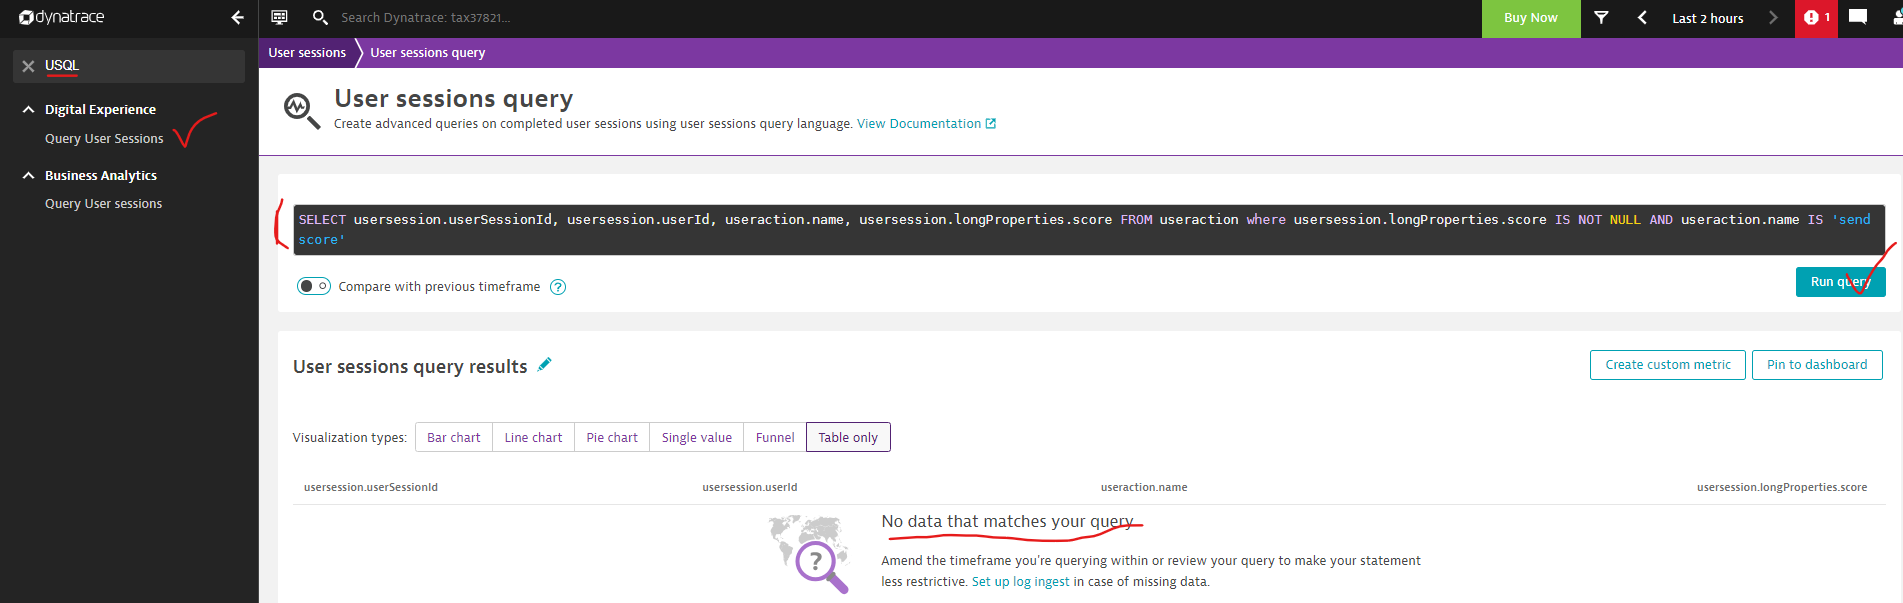 dynatrace
Search Dynatrace: tax37821...
Buy Now
Last 2 hours
1
USQL
Digital Experience
Query User Sessions
Business Analytics
Query User sessions
User sessions
User sessions query
User sessions query
Create advanced queries on completed user sessions using user sessions query language. View Documentation
SELECT usersession.userSessionId, usersession.userId, useraction.name, usersession.longProperties.score FROM useraction where usersession.longProperties.score IS NOT NULL AND useraction.name IS 'send
score'
Compare with previous timeframe ?
Run query
User sessions query results
Create custom metric
Pin to dashboard
Visualization types: Bar chart Line chart Pie chart Single value Funnel Table only
usersession.userSessionId usersession.userId useraction.name usersession.longProperties.score
No data that matches your query
Amend the timeframe you're querying within or review your query to make your statement
less restrictive. Set up log ingest in case of missing data.